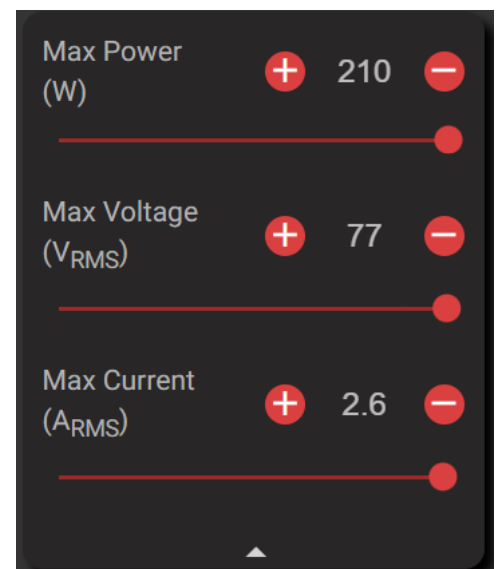 Max Power
(W)
+ 210 −
Max Voltage
(VRMS)
+ 77 −
Max Current
(ARMS)
+ 2.6 −